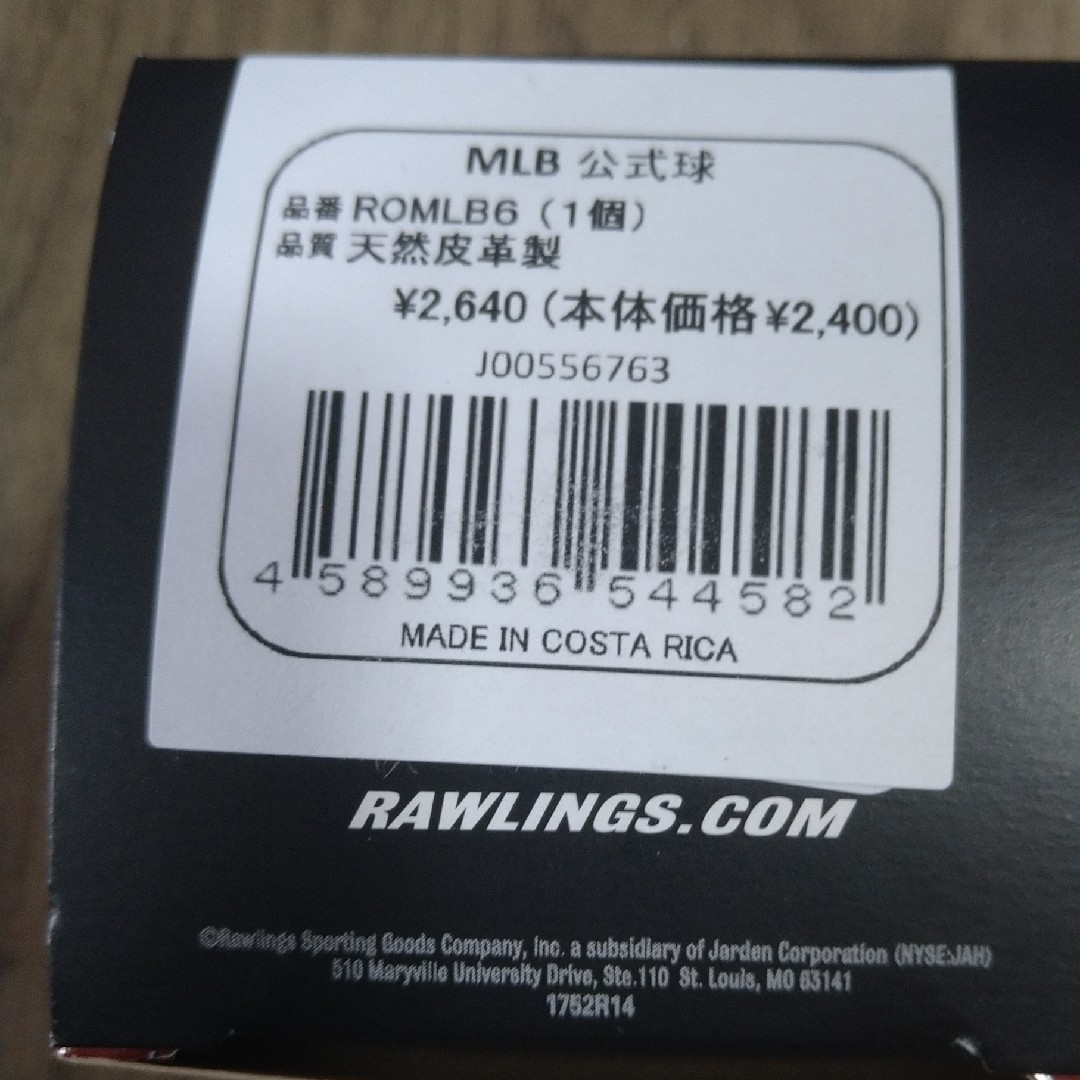 MLB 公式球
品番 ROMLB6（1個）
品質 天然皮革製
¥2,640（本体価格¥2,400）
J00556763
4 589936 544582
MADE IN COSTA RICA
RAWLINGS.COM
©Rawlings Sporting Goods Company, Inc. a subsidiary of Jarden Corporation (NYSE:JAH)
510 Maryville University Drive, Ste.110 St. Louis, MO 63141
1752R14